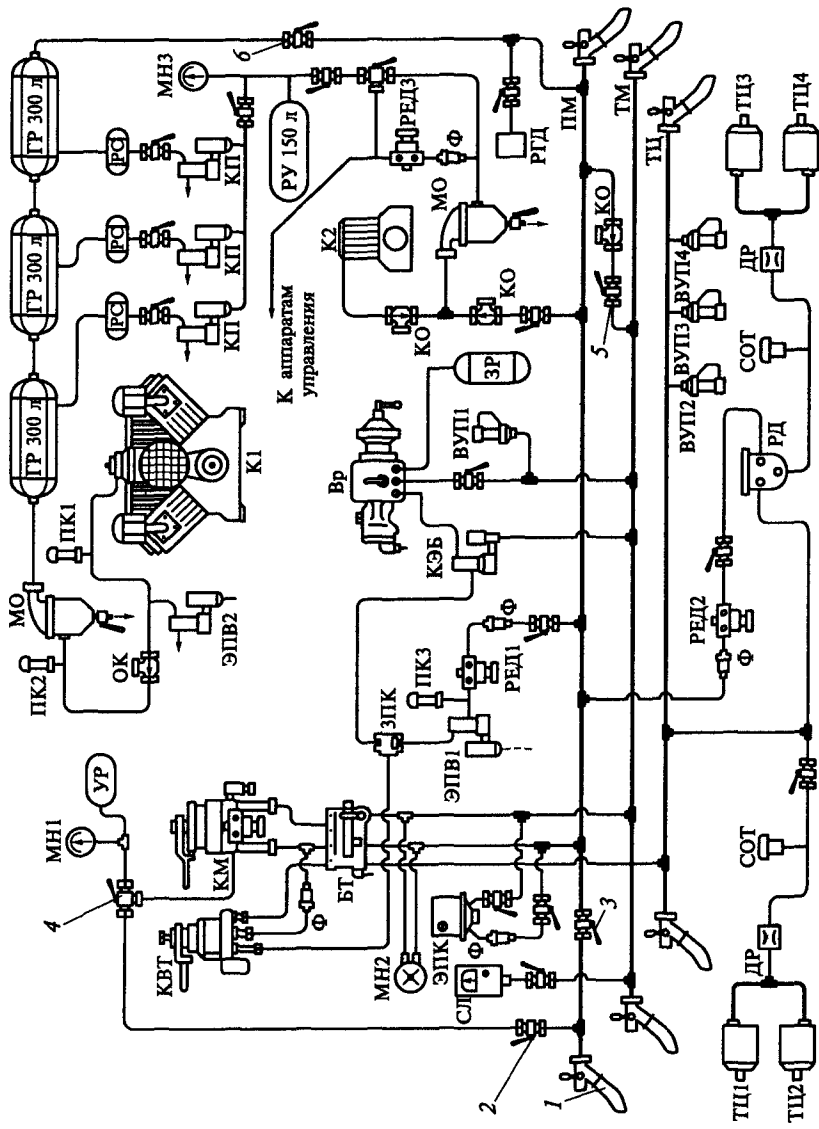 ГР 300 л
ГР 300 л
ГР 300 л
РС
РС
РС
КП
КП
КП
МН3
6
РУ 150 л
РЕД3
Ф
РГД
МО
К2
КО
КО
К аппаратам
управления
К1
ПК1
ПК2
МО
ОК
ЭПВ2
ЗР
Вр
ВУП1
КЭБ
ПК3
РЕД1
Ф
ЭПВ1
ЗПК
МН1
УР
4
КМ
КВТ
Ф
БТ
МН2
ЭПК
Ф
СЛ
3
2
1
ПМ
ТМ
ТЦ
КО
5
ВУП2
ВУП3
ВУП4
РЕД2
Ф
РД
СОТ
СОТ
ДР
ДР
ТЦ1
ТЦ2
ТЦ3
ТЦ4